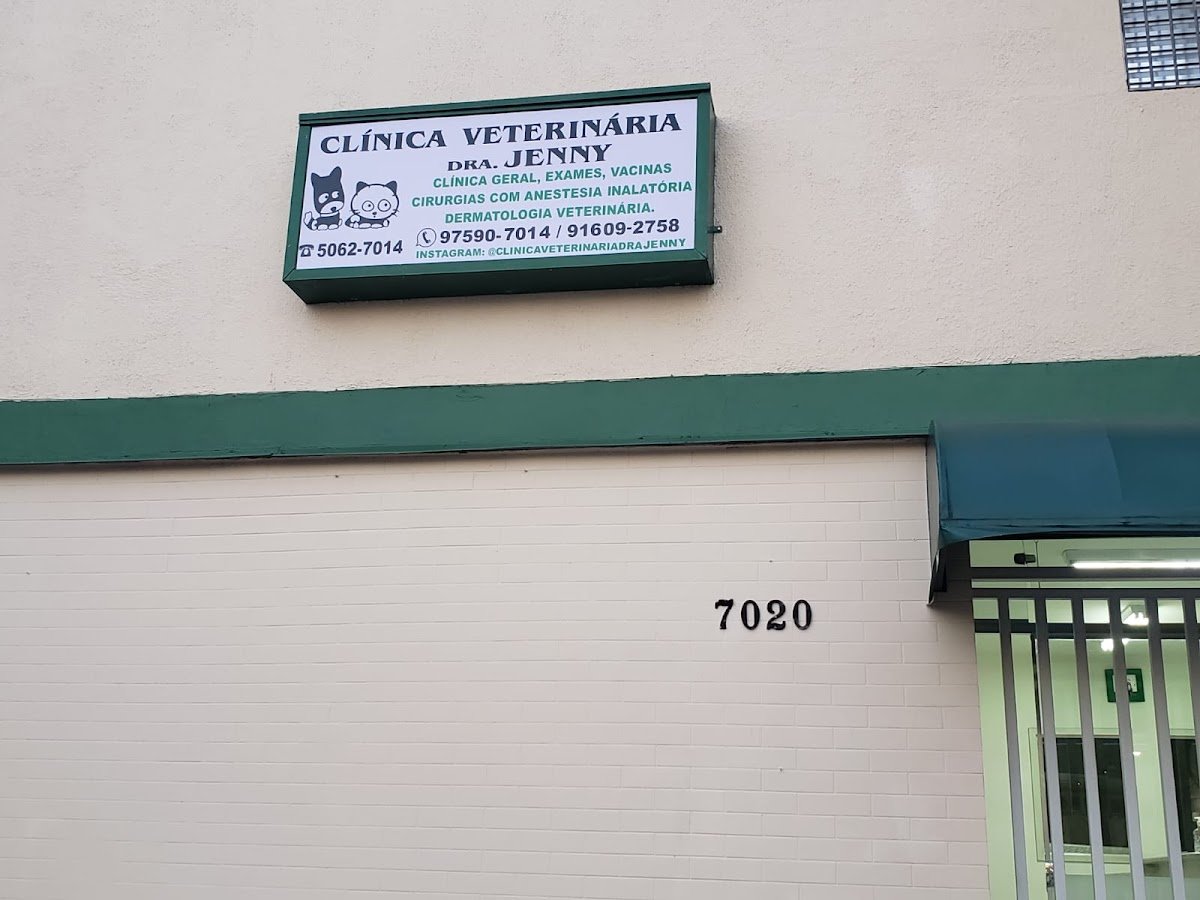 CLÍNICA VETERINÁRIA
DRA. JENNY
CLÍNICA GERAL, EXAMES, VACINAS
CIRURGIAS COM ANESTESIA INALATÓRIA
DERMATOLOGIA VETERINÁRIA.
5062-7014
97590-7014 / 91609-2758
INSTAGRAM: @CLINICAVETERINARIADRAJENNY
7020